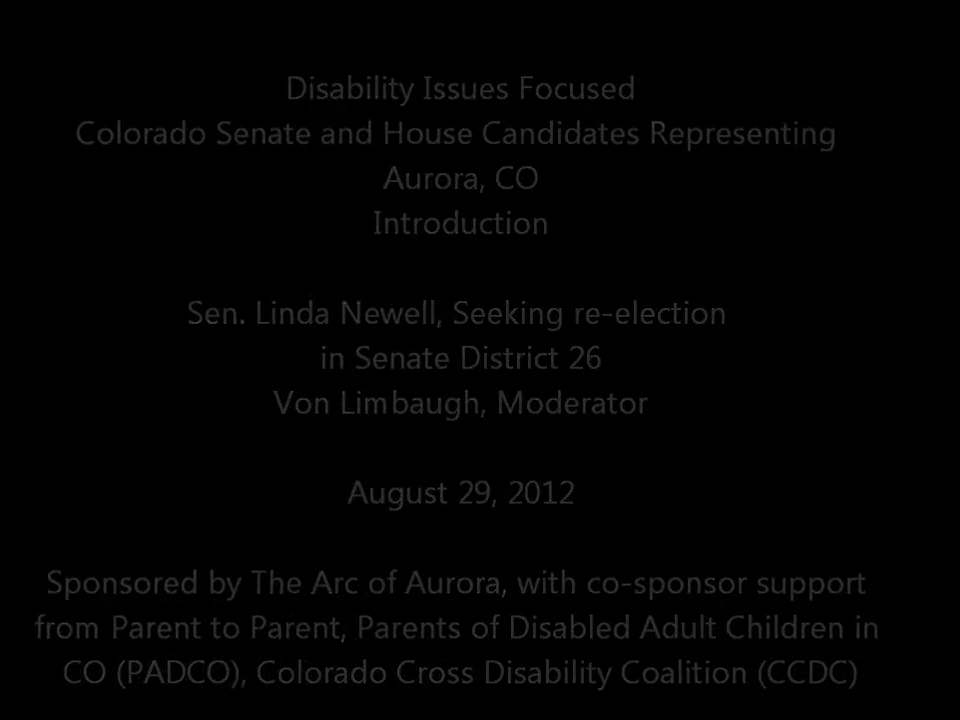 Disability Issues Focused
Colorado Senate and House Candidates Representing
Aurora, CO
Introduction
Sen. Linda Newell, Seeking re-election
in Senate District 26
Von Limbaugh, Moderator
August 29, 2012
Sponsored by The Arc of Aurora, with co-sponsor support
from Parent to Parent, Parents of Disabled Adult Children in
CO (PADCO), Colorado Cross Disability Coalition (CCDC)